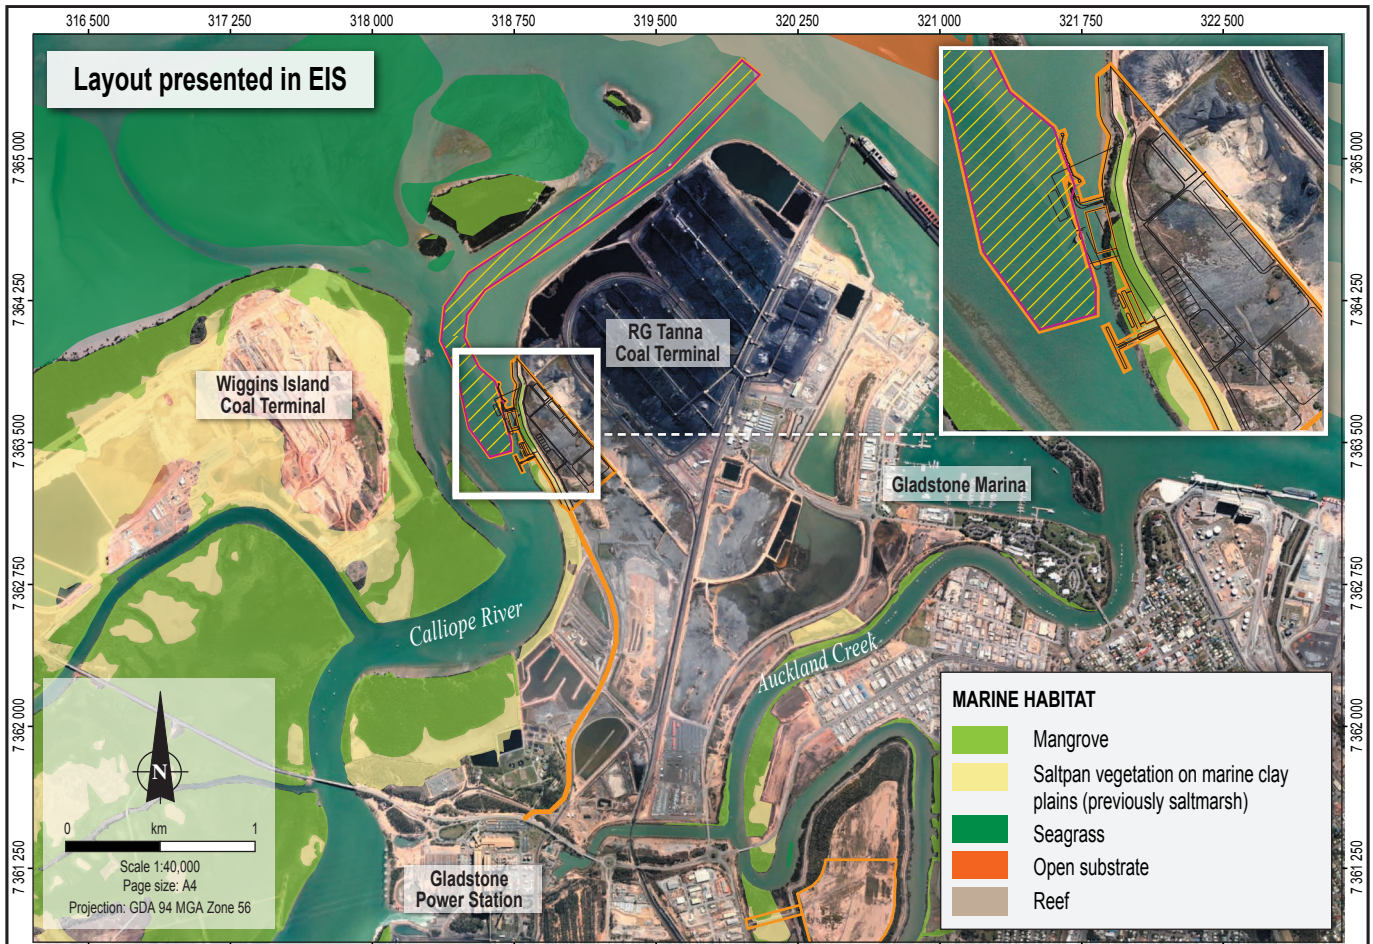 316 500 317 250 318 000 318 750 319 500 320 250 321 000 321 750 322 500
Layout presented in EIS
7 365 000
7 364 250
7 363 500
7 362 750
7 362 000
7 361 250
7 365 000
7 364 250
7 363 500
7 362 750
7 362 000
7 361 250
RG Tanna
Coal Terminal
Wiggins Island
Coal Terminal
Gladstone Marina
Calliope River
Auckland Creek
Gladstone
Power Station
N
0 km 1
Scale 1:40,000
Page size: A4
Projection: GDA 94 MGA Zone 56
MARINE HABITAT
Mangrove
Saltpan vegetation on marine clay
plains (previously saltmarsh)
Seagrass
Open substrate
Reef